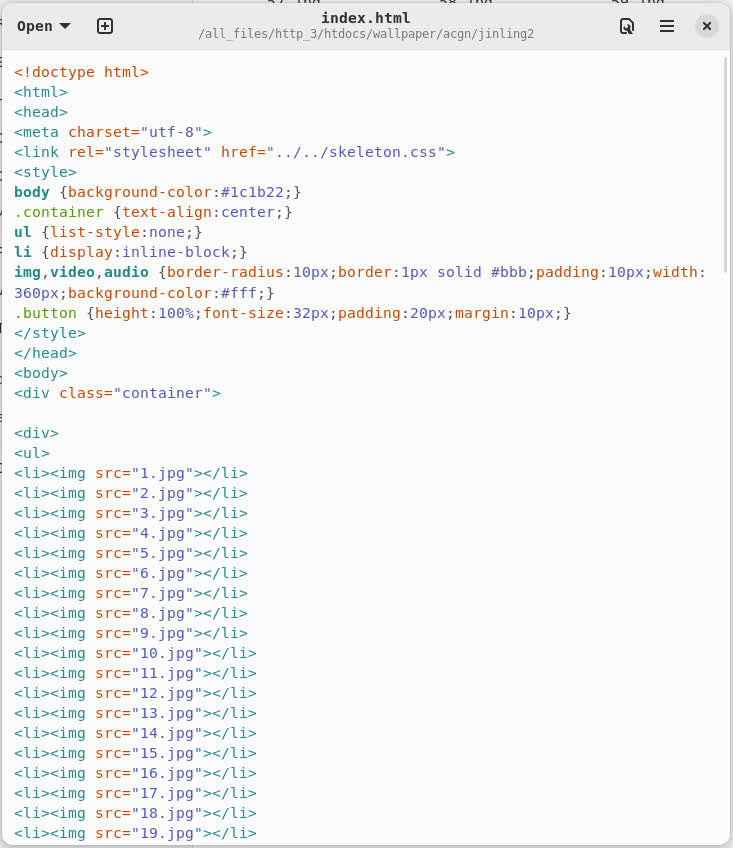 Open
index.html
/all_files/http_3/htdocs/wallpaper/acgn/jinling2
<!doctype html>
<html>
<head>
<meta charset="utf-8">
<link rel="stylesheet" href="../../skeleton.css">
<style>
body {background-color:#1c1b22;}
.container {text-align:center;}
ul {list-style:none;}
li {display:inline-block;}
img,video,audio {border-radius:10px;border:1px solid #bbb;padding:10px;width:
360px;background-color:#fff;}
.button {height:100%;font-size:32px;padding:20px;margin:10px;}
</style>
</head>
<body>
<div class="container">

<div>
<ul>
<li><img src="1.jpg"></li>
<li><img src="2.jpg"></li>
<li><img src="3.jpg"></li>
<li><img src="4.jpg"></li>
<li><img src="5.jpg"></li>
<li><img src="6.jpg"></li>
<li><img src="7.jpg"></li>
<li><img src="8.jpg"></li>
<li><img src="9.jpg"></li>
<li><img src="10.jpg"></li>
<li><img src="11.jpg"></li>
<li><img src="12.jpg"></li>
<li><img src="13.jpg"></li>
<li><img src="14.jpg"></li>
<li><img src="15.jpg"></li>
<li><img src="16.jpg"></li>
<li><img src="17.jpg"></li>
<li><img src="18.jpg"></li>
<li><img src="19.jpg"></li>